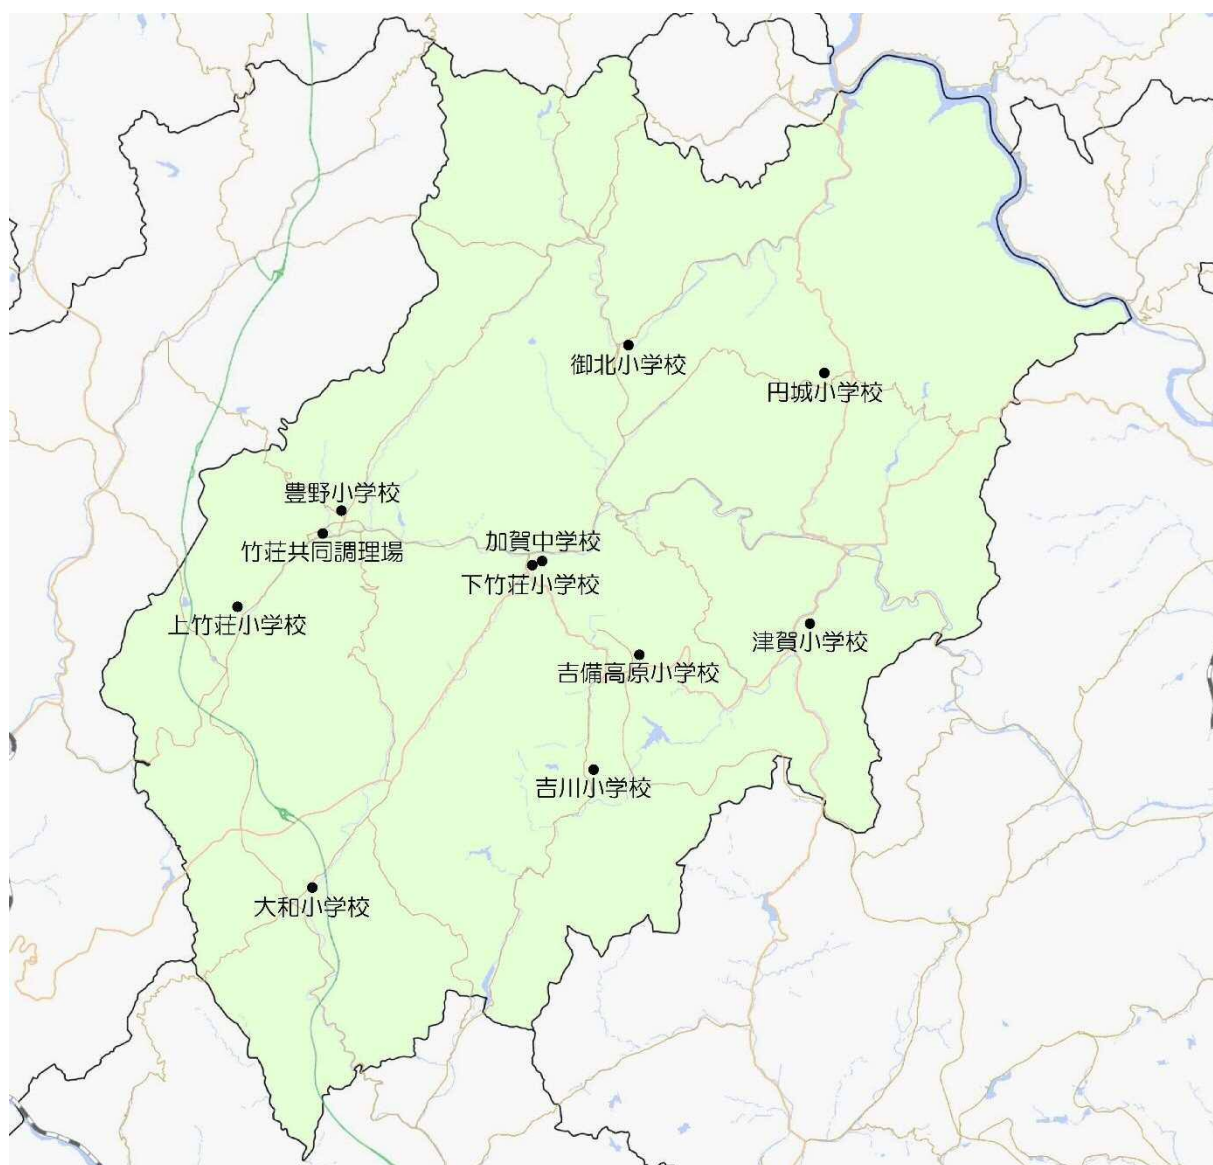 御北小学校
円城小学校
豊野小学校
竹荘共同調理場
加賀中学校
下竹荘小学校
上竹荘小学校
津賀小学校
吉備高原小学校
吉川小学校
大和小学校